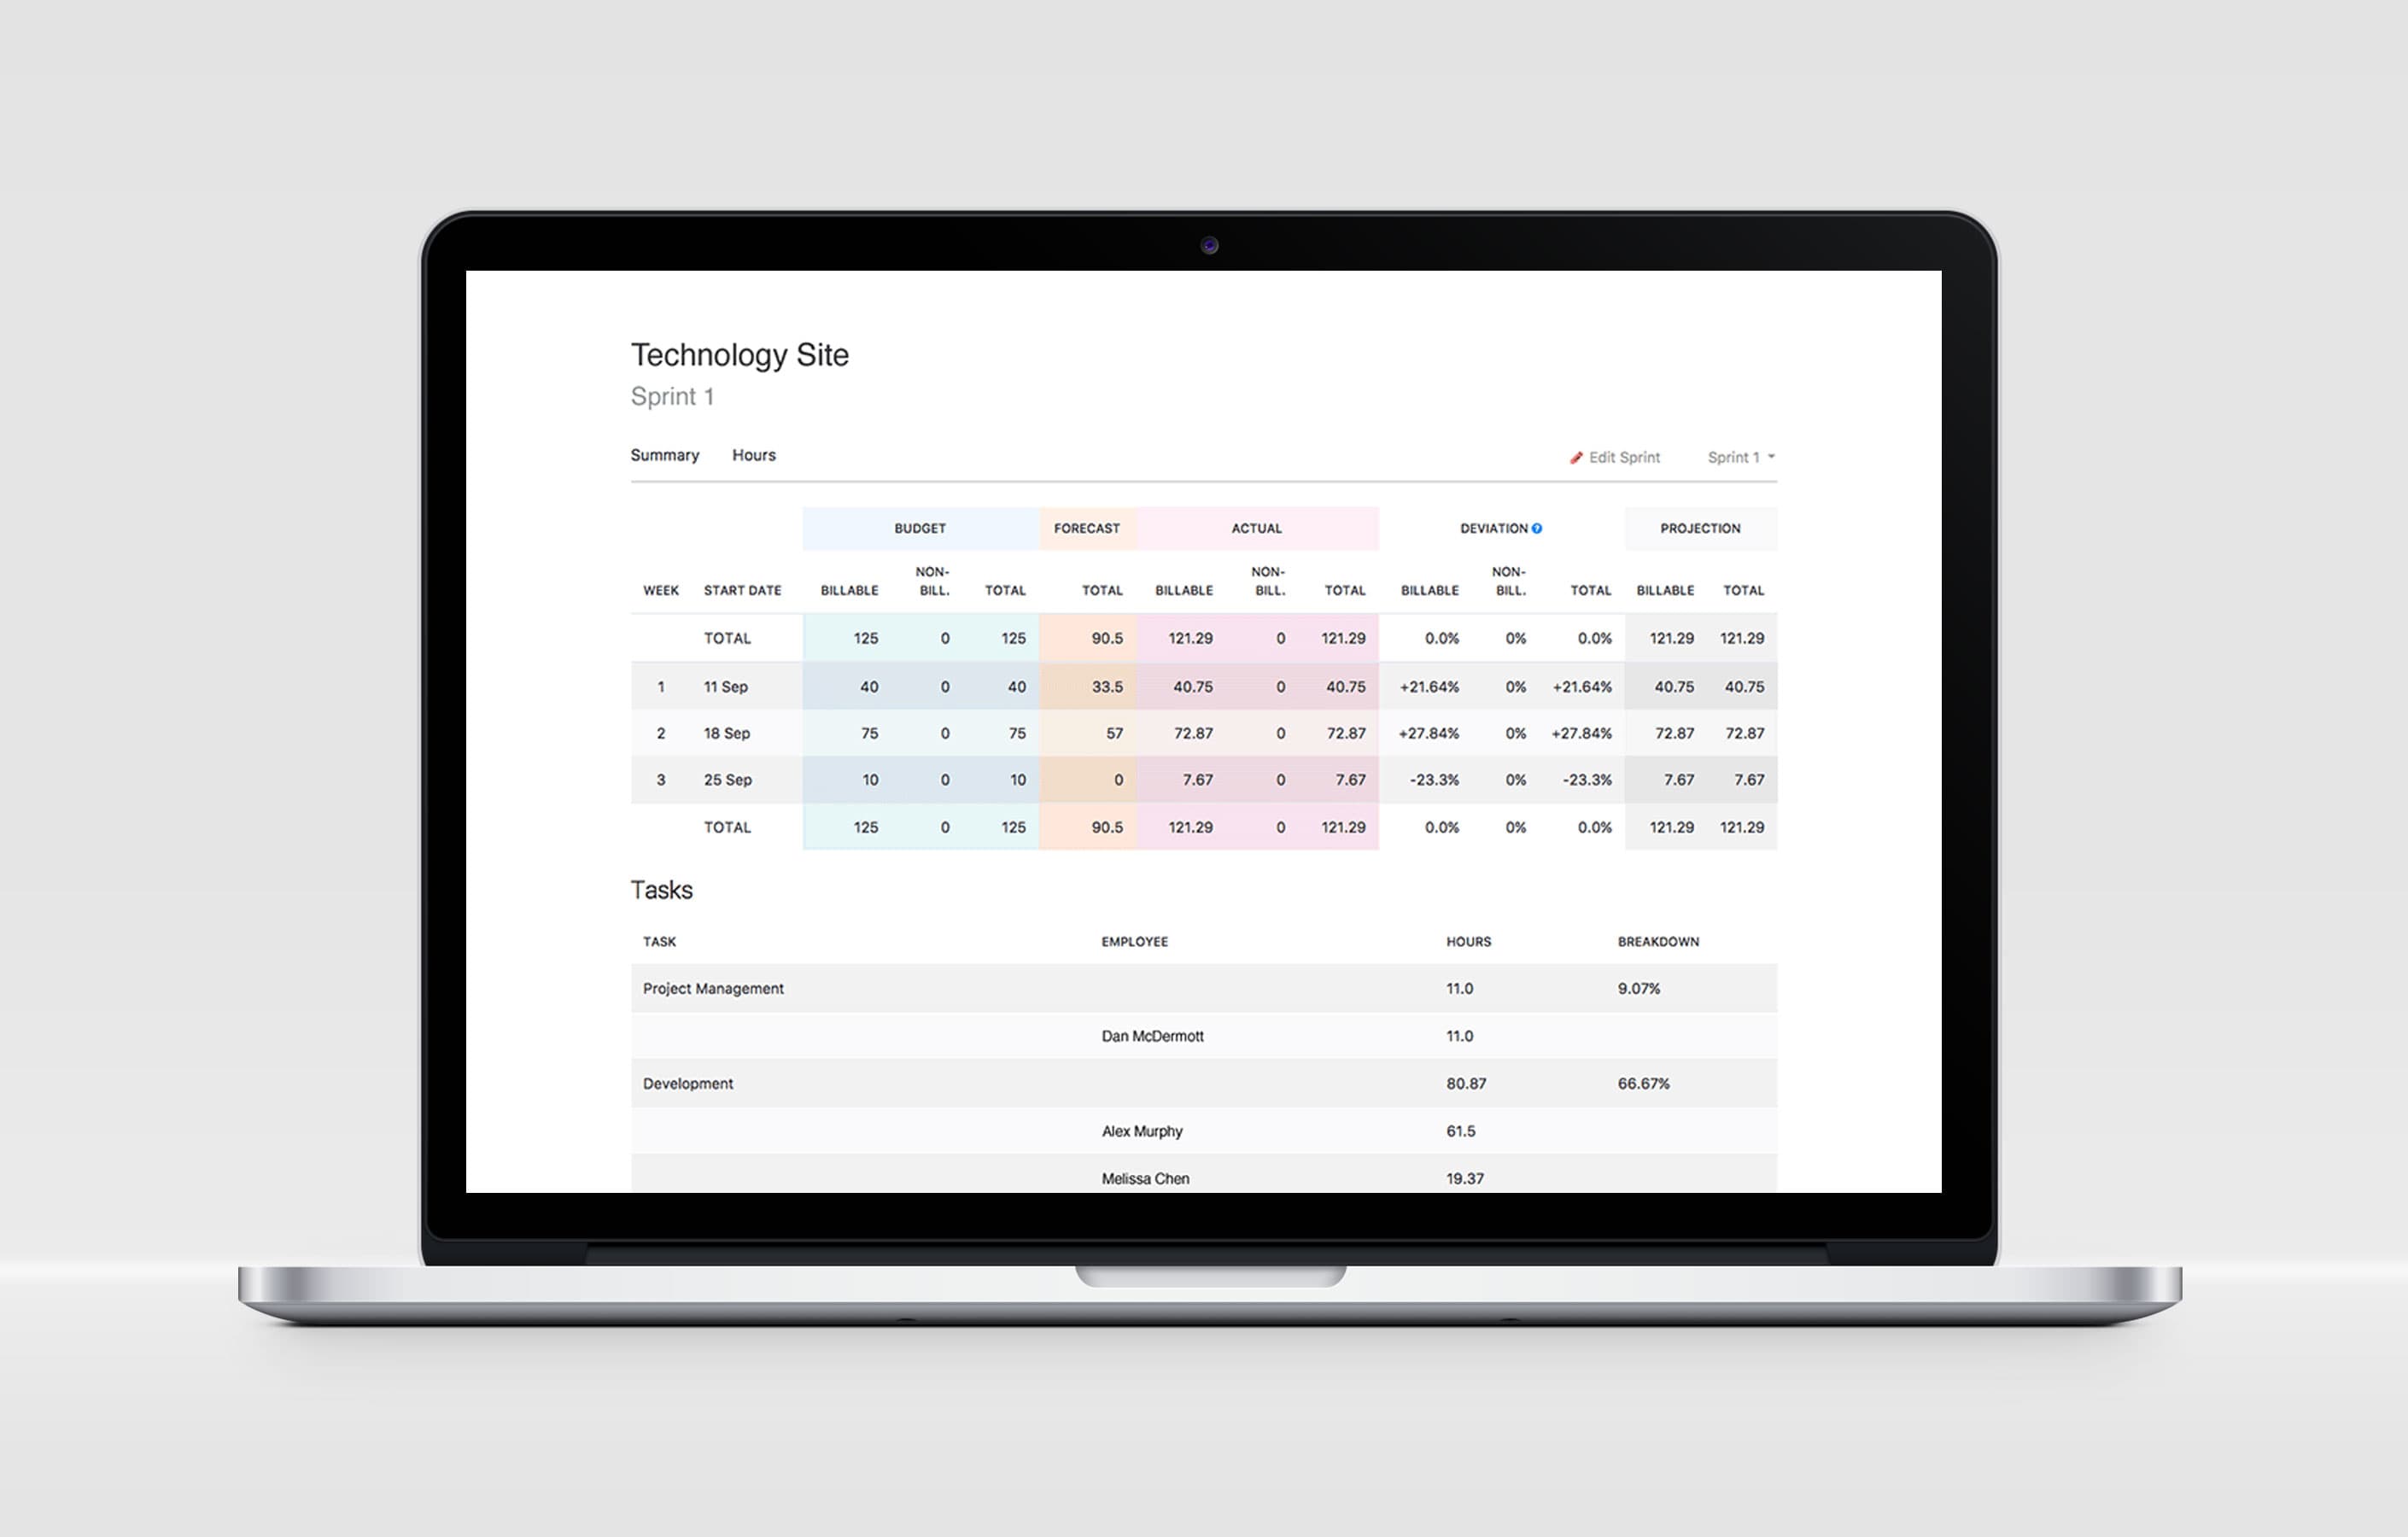 Technology Site
Sprint 1
Summary Hours Edit Sprint Sprint 1
BUDGET FORECAST ACTUAL DEVIATION ? PROJECTION
WEEK START DATE BILLABLE NON-BILL. TOTAL TOTAL BILLABLE NON-BILL. TOTAL BILLABLE NON-BILL. TOTAL BILLABLE TOTAL
TOTAL 125 0 125 90.5 121.29 0 121.29 0.0% 0% 0.0% 121.29 121.29
1 11 Sep 40 0 40 33.5 40.75 0 40.75 +21.64% 0% +21.64% 40.75 40.75
2 18 Sep 75 0 75 57 72.87 0 72.87 +27.84% 0% +27.84% 72.87 72.87
3 25 Sep 10 0 10 0 7.67 0 7.67 -23.3% 0% -23.3% 7.67 7.67
TOTAL 125 0 125 90.5 121.29 0 121.29 0.0% 0% 0.0% 121.29 121.29
Tasks
TASK EMPLOYEE HOURS BREAKDOWN
Project Management 11.0 9.07%
Dan McDermott 11.0
Development 80.87 66.67%
Alex Murphy 61.5
Melissa Chen 19.37